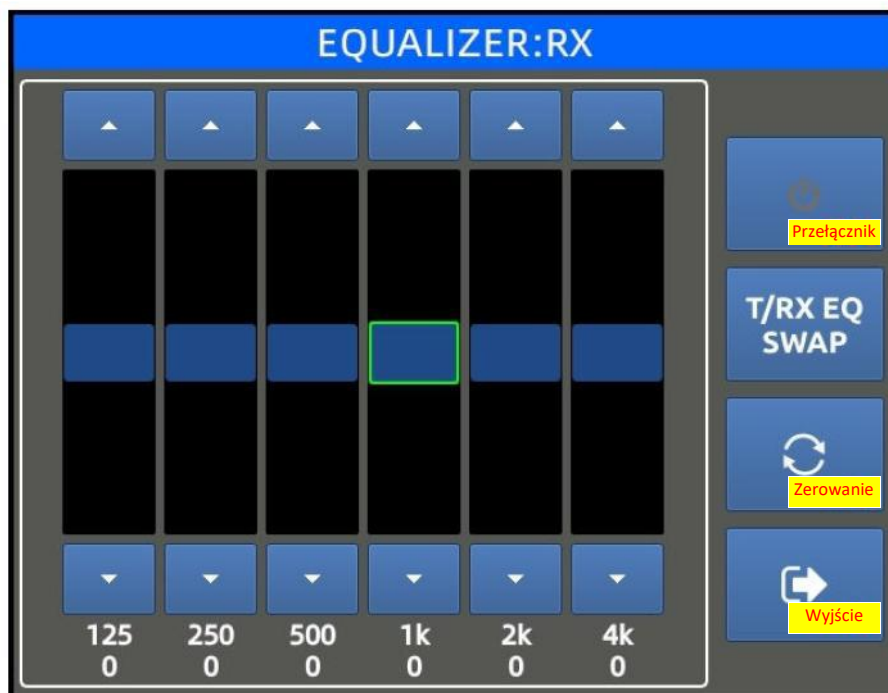 EQUALIZER:RX
Przełącznik
T/RX EQ
SWAP
Zerowanie
Wyjście
125 250 500 1k 2k 4k
0 0 0 0 0 0